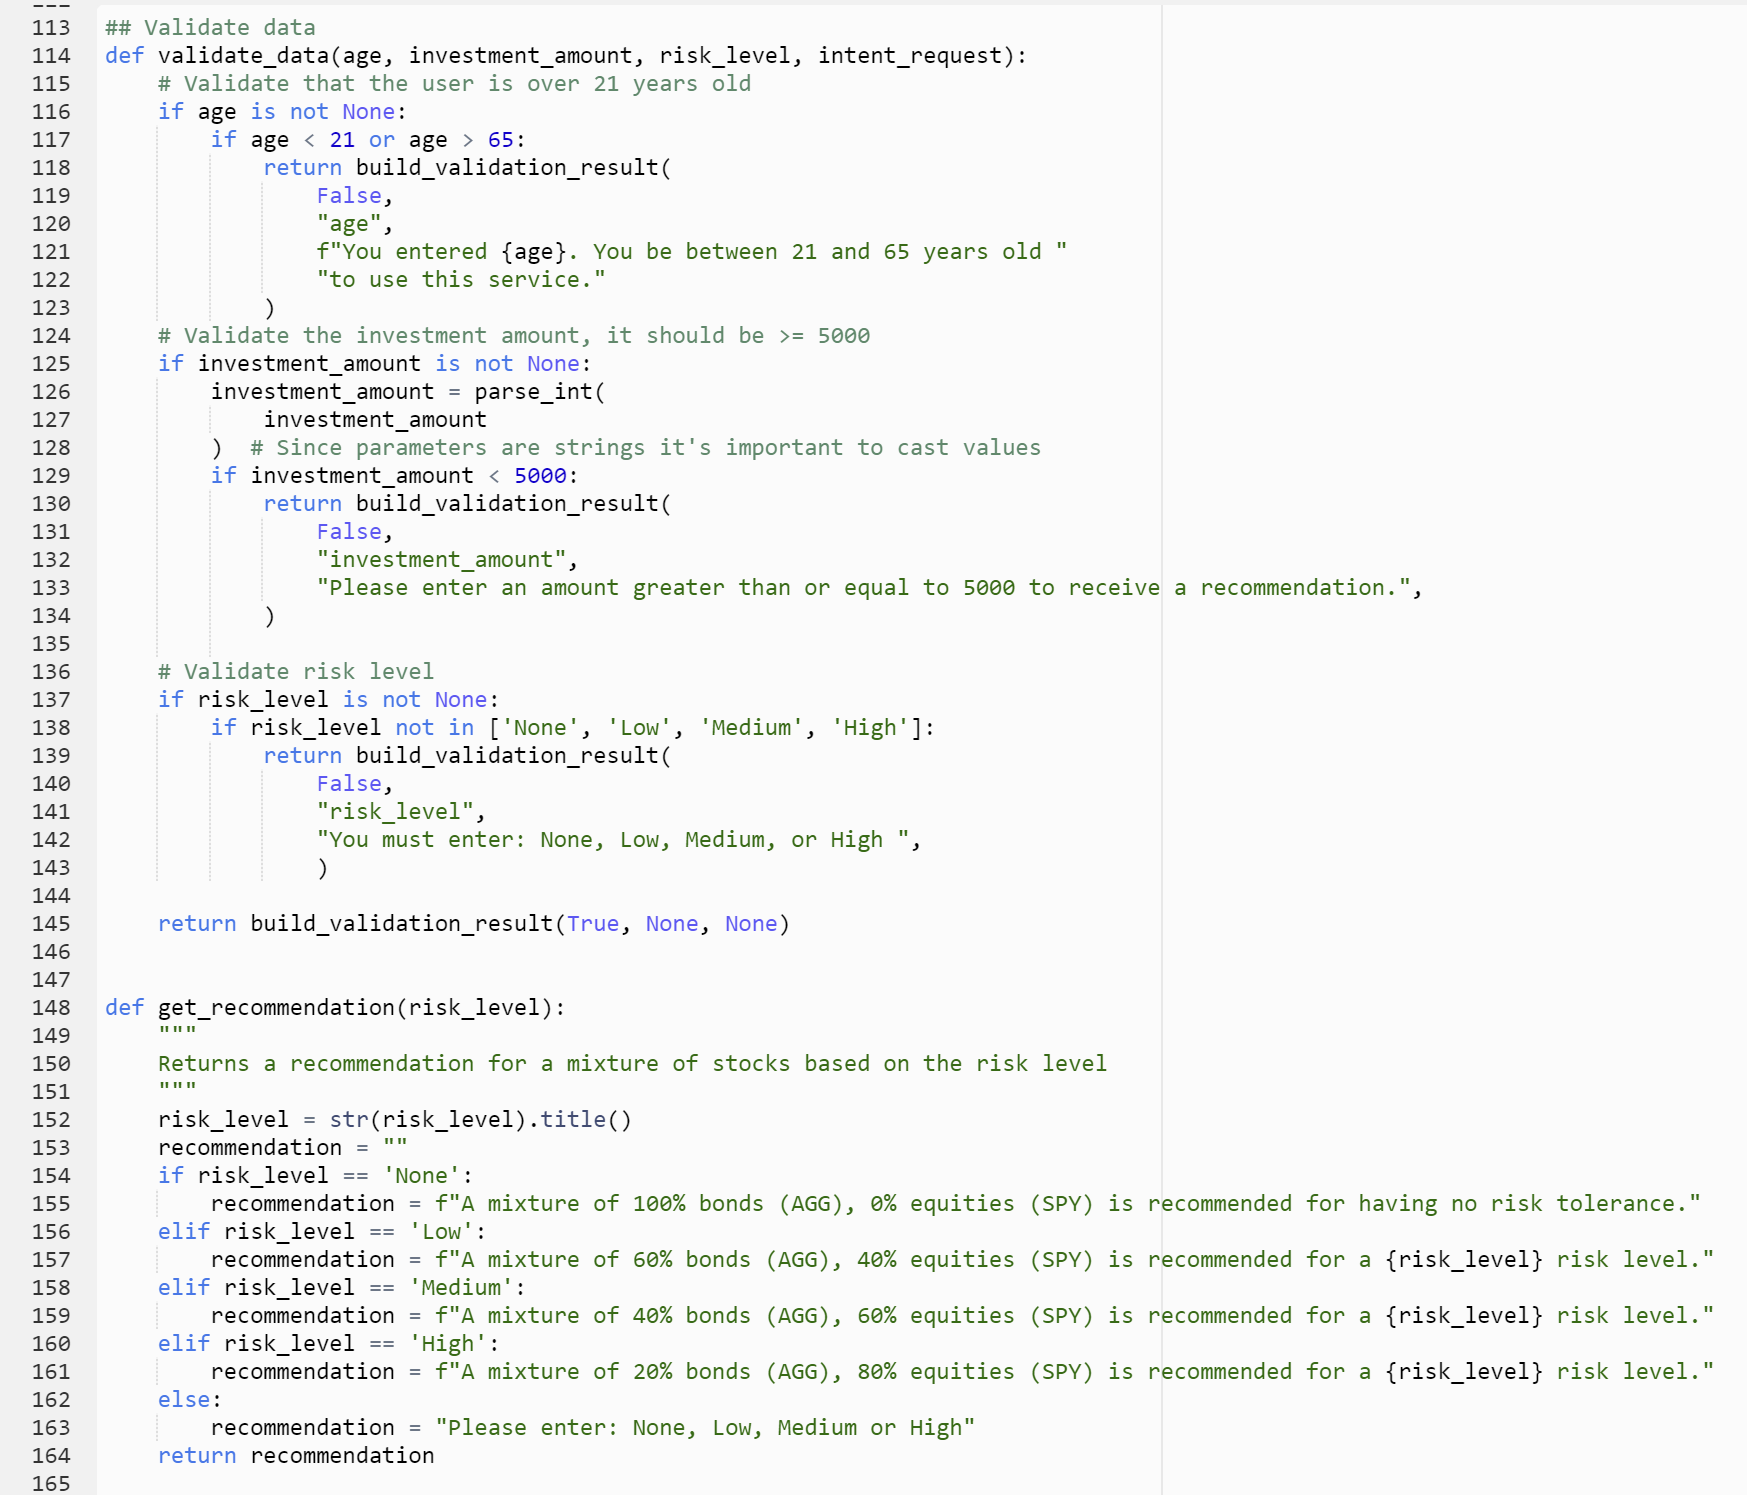 113 ## Validate data
114 def validate_data(age, investment_amount, risk_level, intent_request):
115     # Validate that the user is over 21 years old
116     if age is not None:
117         if age < 21 or age > 65:
118             return build_validation_result(
119                 False,
120                 "age",
121                 f"You entered {age}. You be between 21 and 65 years old "
122                 "to use this service."
123             )
124     # Validate the investment amount, it should be >= 5000
125     if investment_amount is not None:
126         investment_amount = parse_int(
127             investment_amount
128         )  # Since parameters are strings it's important to cast values
129         if investment_amount < 5000:
130             return build_validation_result(
131                 False,
132                 "investment_amount",
133                 "Please enter an amount greater than or equal to 5000 to receive a recommendation.",
134             )
135
136     # Validate risk level
137     if risk_level is not None:
138         if risk_level not in ['None', 'Low', 'Medium', 'High']:
139             return build_validation_result(
140                 False,
141                 "risk_level",
142                 "You must enter: None, Low, Medium, or High ",
143                 )
144
145     return build_validation_result(True, None, None)
146
147
148 def get_recommendation(risk_level):
149     """
150     Returns a recommendation for a mixture of stocks based on the risk level
151     """
152     risk_level = str(risk_level).title()
153     recommendation = ""
154     if risk_level == 'None':
155         recommendation = f"A mixture of 100% bonds (AGG), 0% equities (SPY) is recommended for having no risk tolerance."
156     elif risk_level == 'Low':
157         recommendation = f"A mixture of 60% bonds (AGG), 40% equities (SPY) is recommended for a {risk_level} risk level."
158     elif risk_level == 'Medium':
159         recommendation = f"A mixture of 40% bonds (AGG), 60% equities (SPY) is recommended for a {risk_level} risk level."
160     elif risk_level == 'High':
161         recommendation = f"A mixture of 20% bonds (AGG), 80% equities (SPY) is recommended for a {risk_level} risk level."
162     else:
163         recommendation = "Please enter: None, Low, Medium or High"
164     return recommendation
165